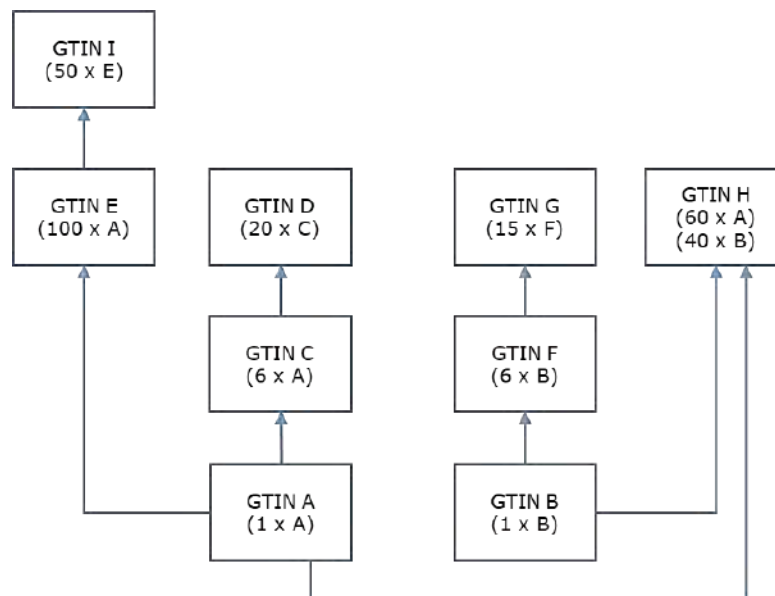 GTIN I
(50 x E)
GTIN E
(100 x A)
GTIN D
(20 x C)
GTIN G
(15 x F)
GTIN H
(60 x A)
(40 x B)
GTIN C
(6 x A)
GTIN F
(6 x B)
GTIN A
(1 x A)
GTIN B
(1 x B)